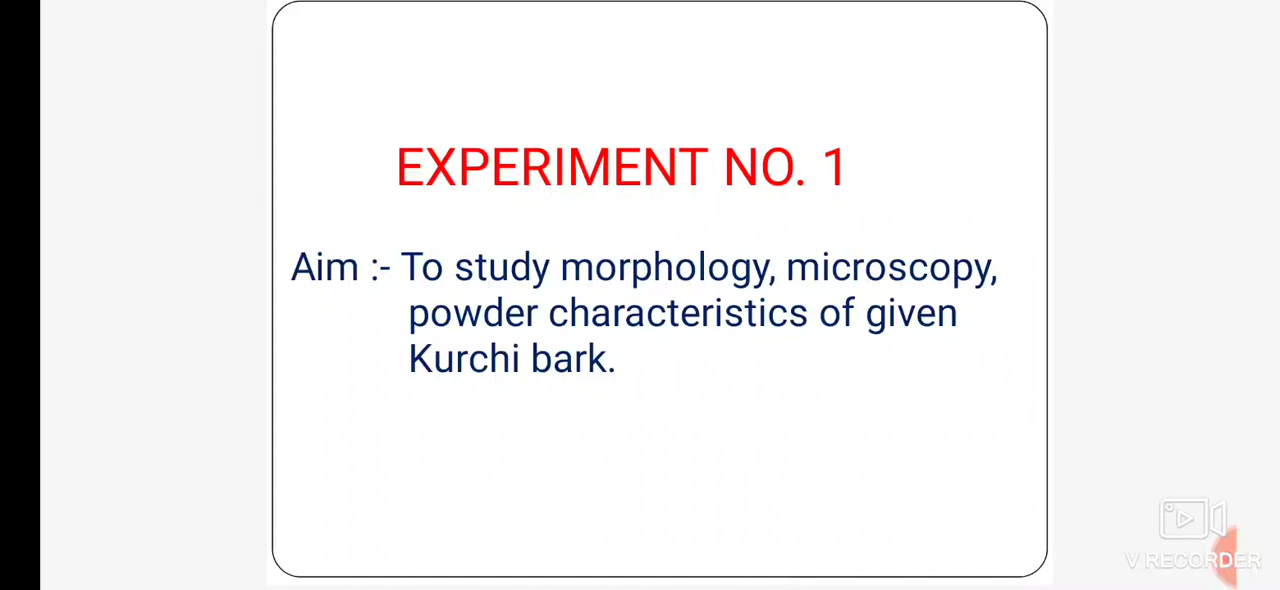 EXPERIMENT NO. 1
Aim :- To study morphology, microscopy,
powder characteristics of given
Kurchi bark.
V RECORDER